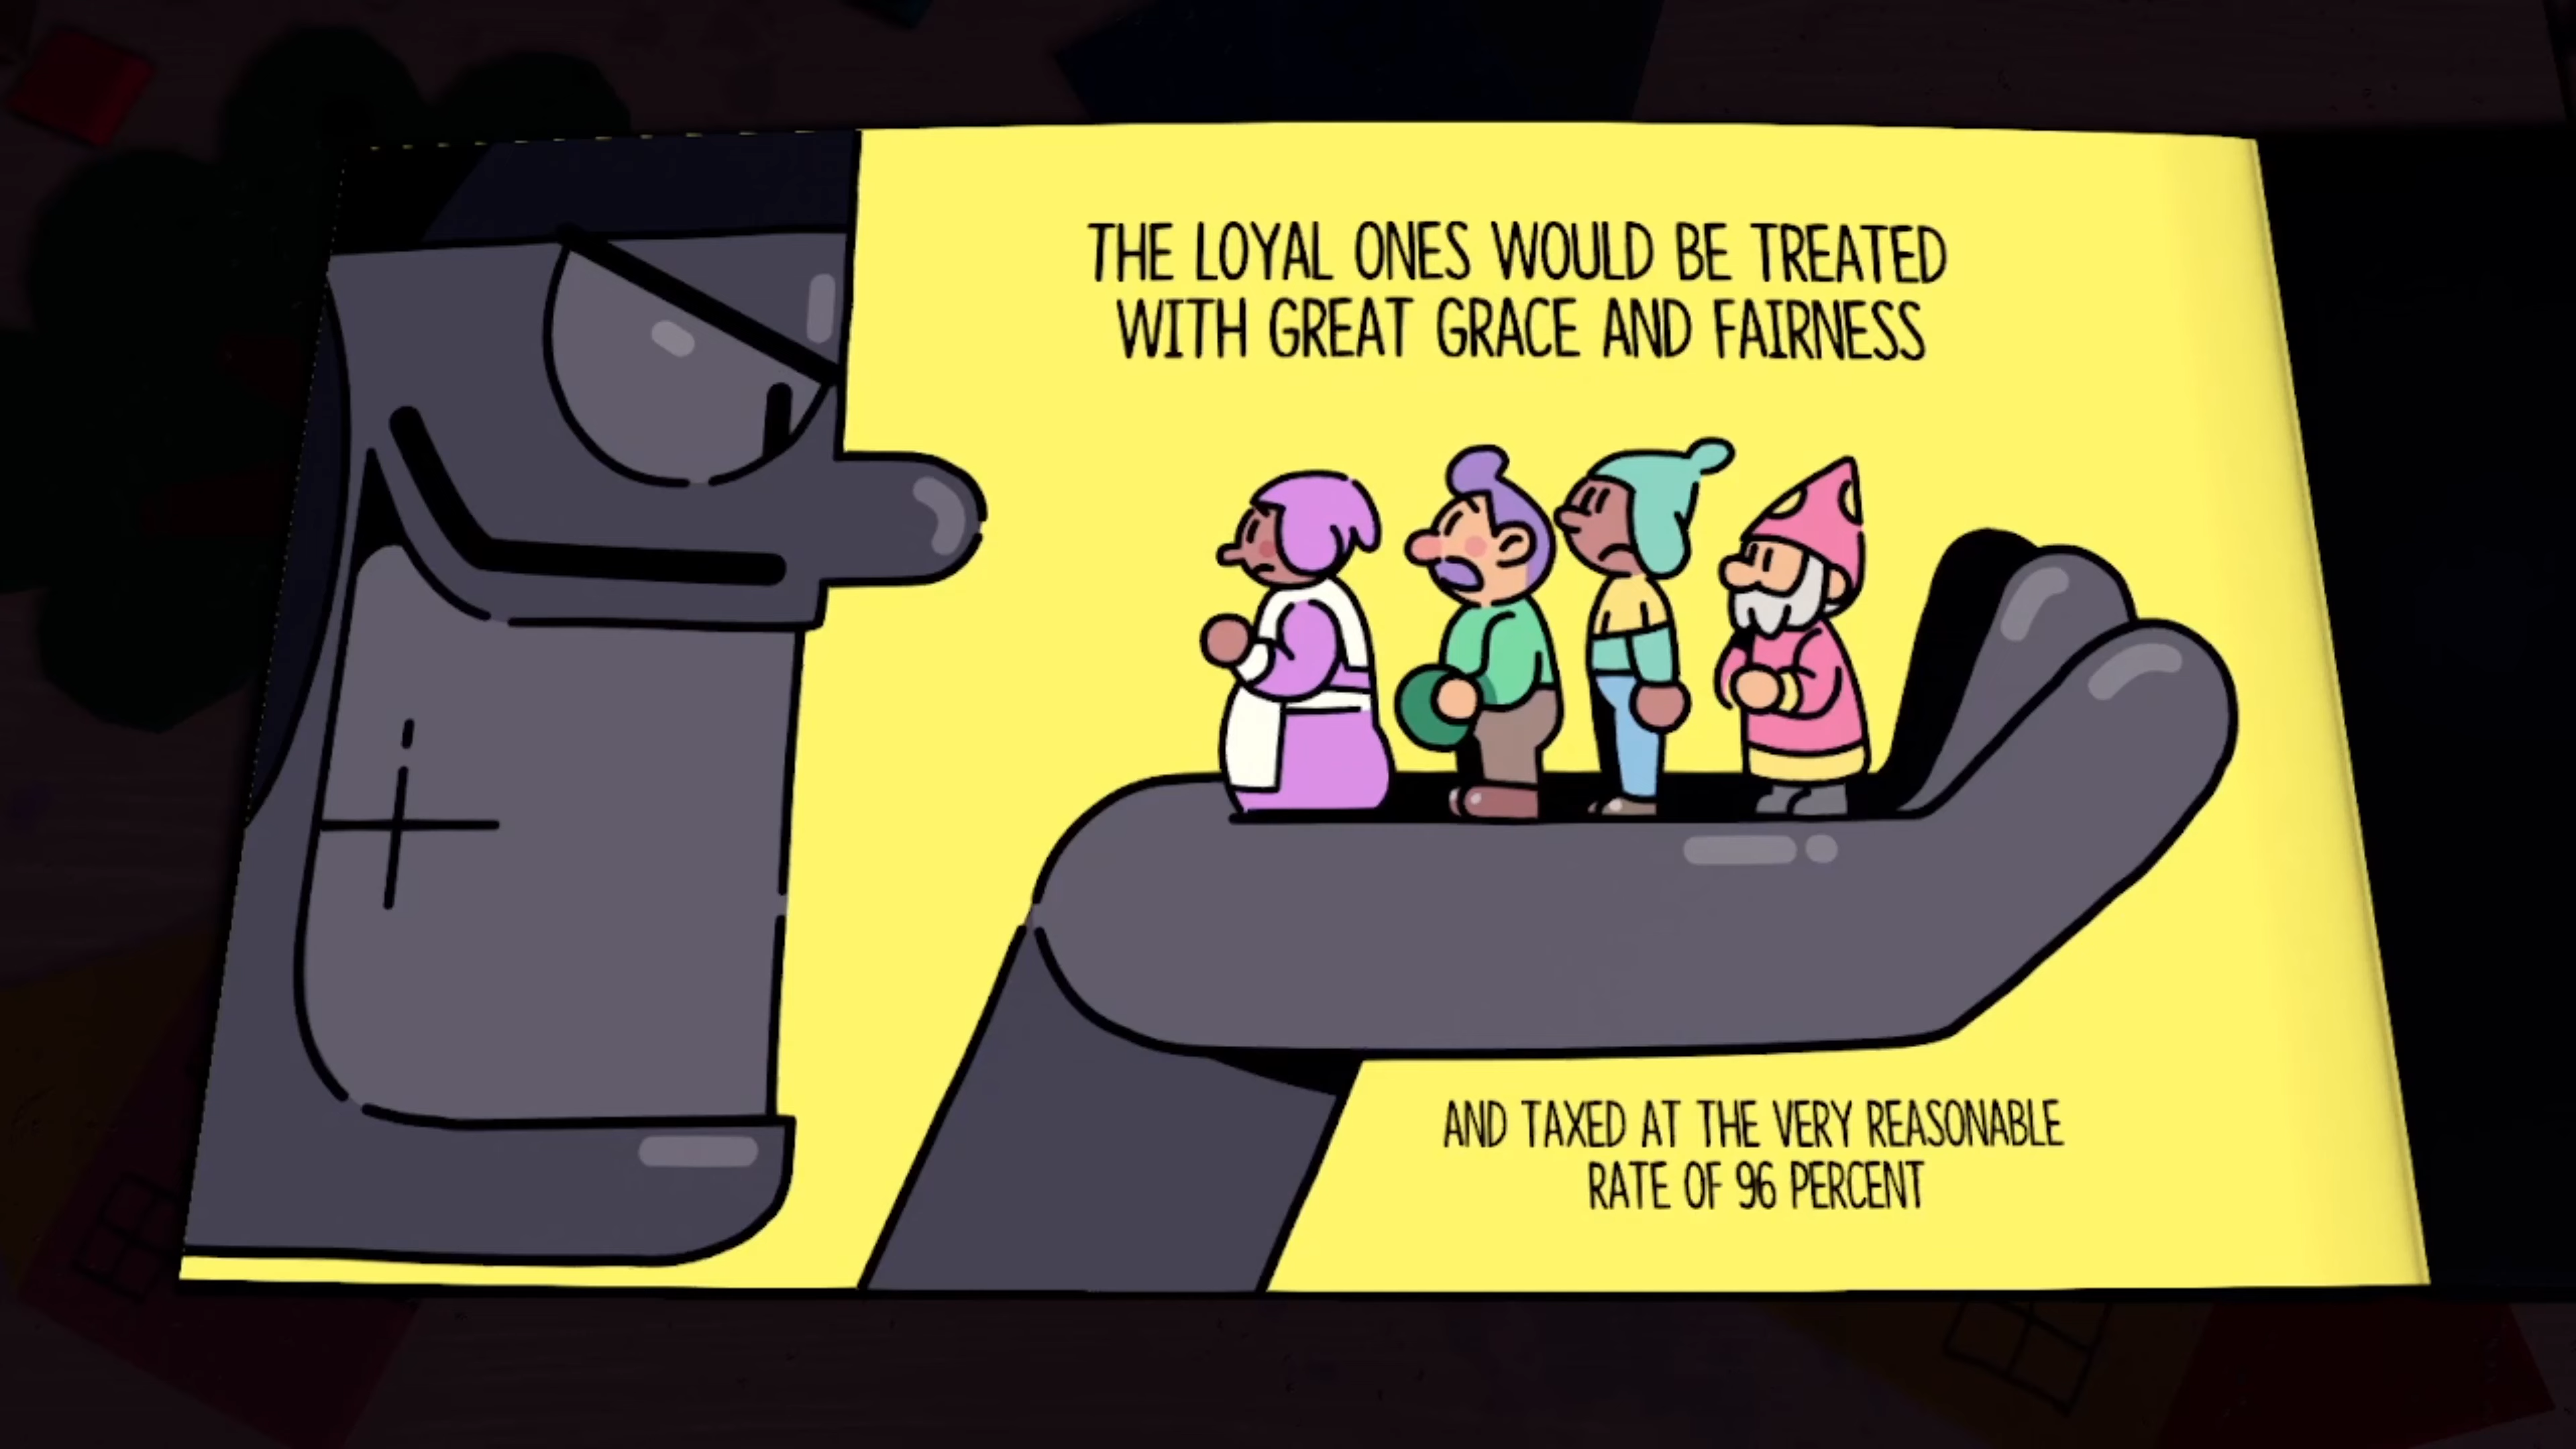 THE LOYAL ONES WOULD BE TREATED
WITH GREAT GRACE AND FAIRNESS
AND TAXED AT THE VERY REASONABLE
RATE OF 96 PERCENT